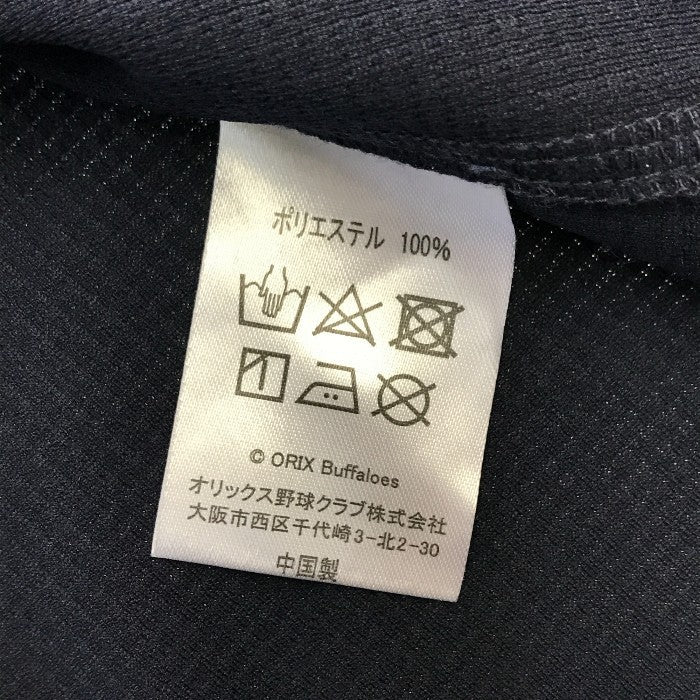 ポリエステル 100%
© ORIX Buffaloes
オリックス野球クラブ株式会社
大阪市西区千代崎3-北2-30
中国製